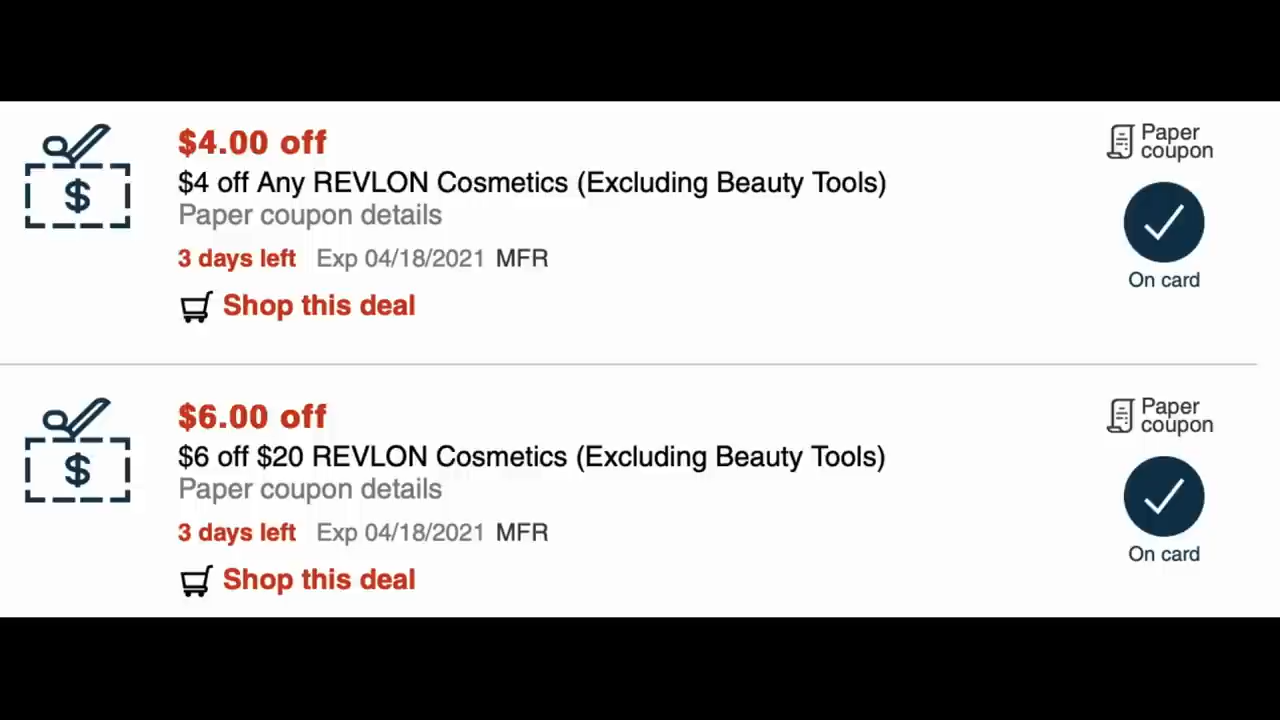 $4.00 off
$4 off Any REVLON Cosmetics (Excluding Beauty Tools)
Paper coupon details
3 days left Exp 04/18/2021 MFR
Shop this deal
Paper
coupon
On card
$
$6.00 off
$6 off $20 REVLON Cosmetics (Excluding Beauty Tools)
Paper coupon details
3 days left Exp 04/18/2021 MFR
Shop this deal
Paper
coupon
On card
$